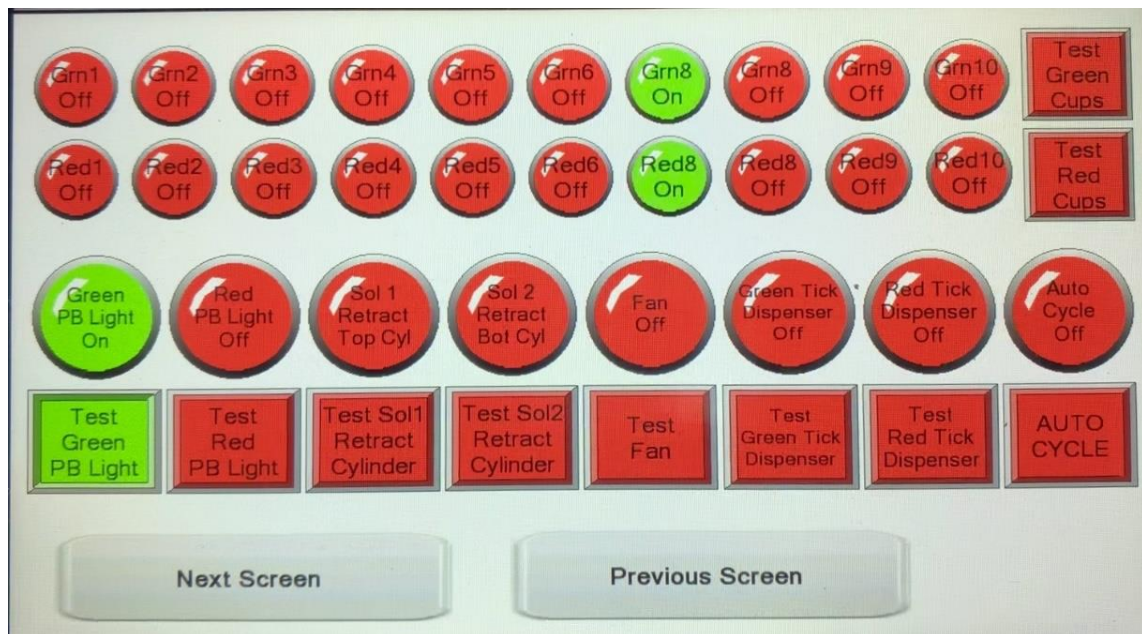 Grn1 Off Grn2 Off Grn3 Off Grn4 Off Grn5 Off Grn6 Off Grn8 On Grn8 Off Grn9 Off Grn10 Off
Test
Green
Cups
Red1 Off Red2 Off Red3 Off Red4 Off Red5 Off Red6 Off Red8 On Red8 Off Red9 Off Red10 Off
Test
Red
Cups
Green
PB Light
On
Red
PB Light
Off
Sol 1
Retract
Top Cyl
Sol 2
Retract
Bot Cyl
Fan
Off
Green Tick
Dispenser
Off
Red Tick
Dispenser
Off
Auto
Cycle
Off
Test
Green
PB Light
Test
Red
PB Light
Test Sol1
Retract
Cylinder
Test Sol2
Retract
Cylinder
Test
Fan
Test
Green Tick
Dispenser
Test
Red Tick
Dispenser
AUTO
CYCLE
Next Screen
Previous Screen